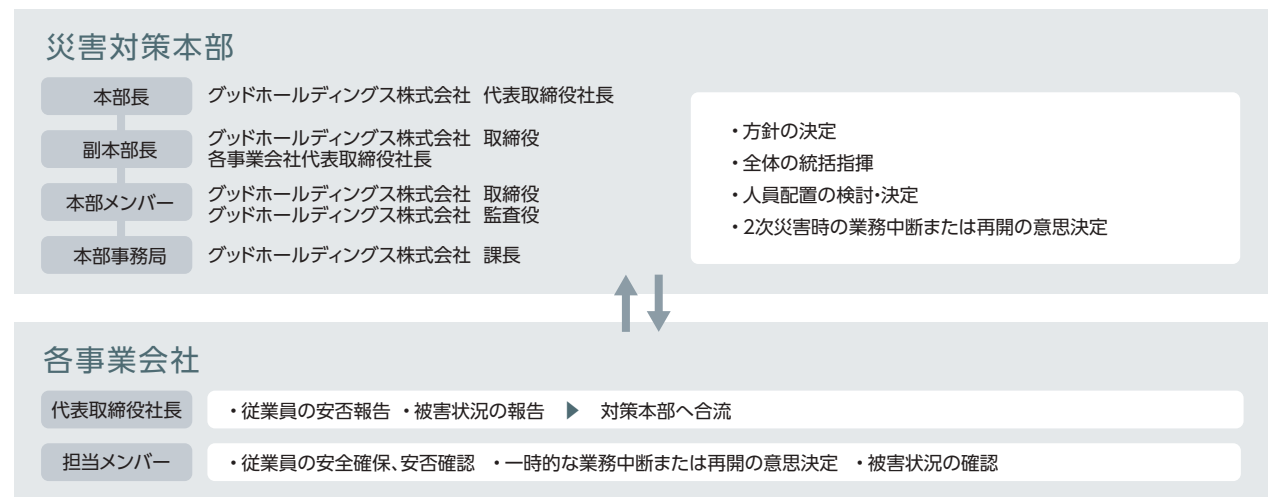 災害対策本部
本部長
グッドホールディングス株式会社 代表取締役社長
副本部長
グッドホールディングス株式会社 取締役
各事業会社代表取締役社長
本部メンバー
グッドホールディングス株式会社 取締役
グッドホールディングス株式会社 監査役
本部事務局
グッドホールディングス株式会社 課長
・方針の決定
・全体の統括指揮
・人員配置の検討・決定
・2次災害時の業務中断または再開の意思決定
各事業会社
代表取締役社長
・従業員の安否報告 ・被害状況の報告 ▶ 対策本部へ合流
担当メンバー
・従業員の安全確保、安否確認 ・一時的な業務中断または再開の意思決定 ・被害状況の確認